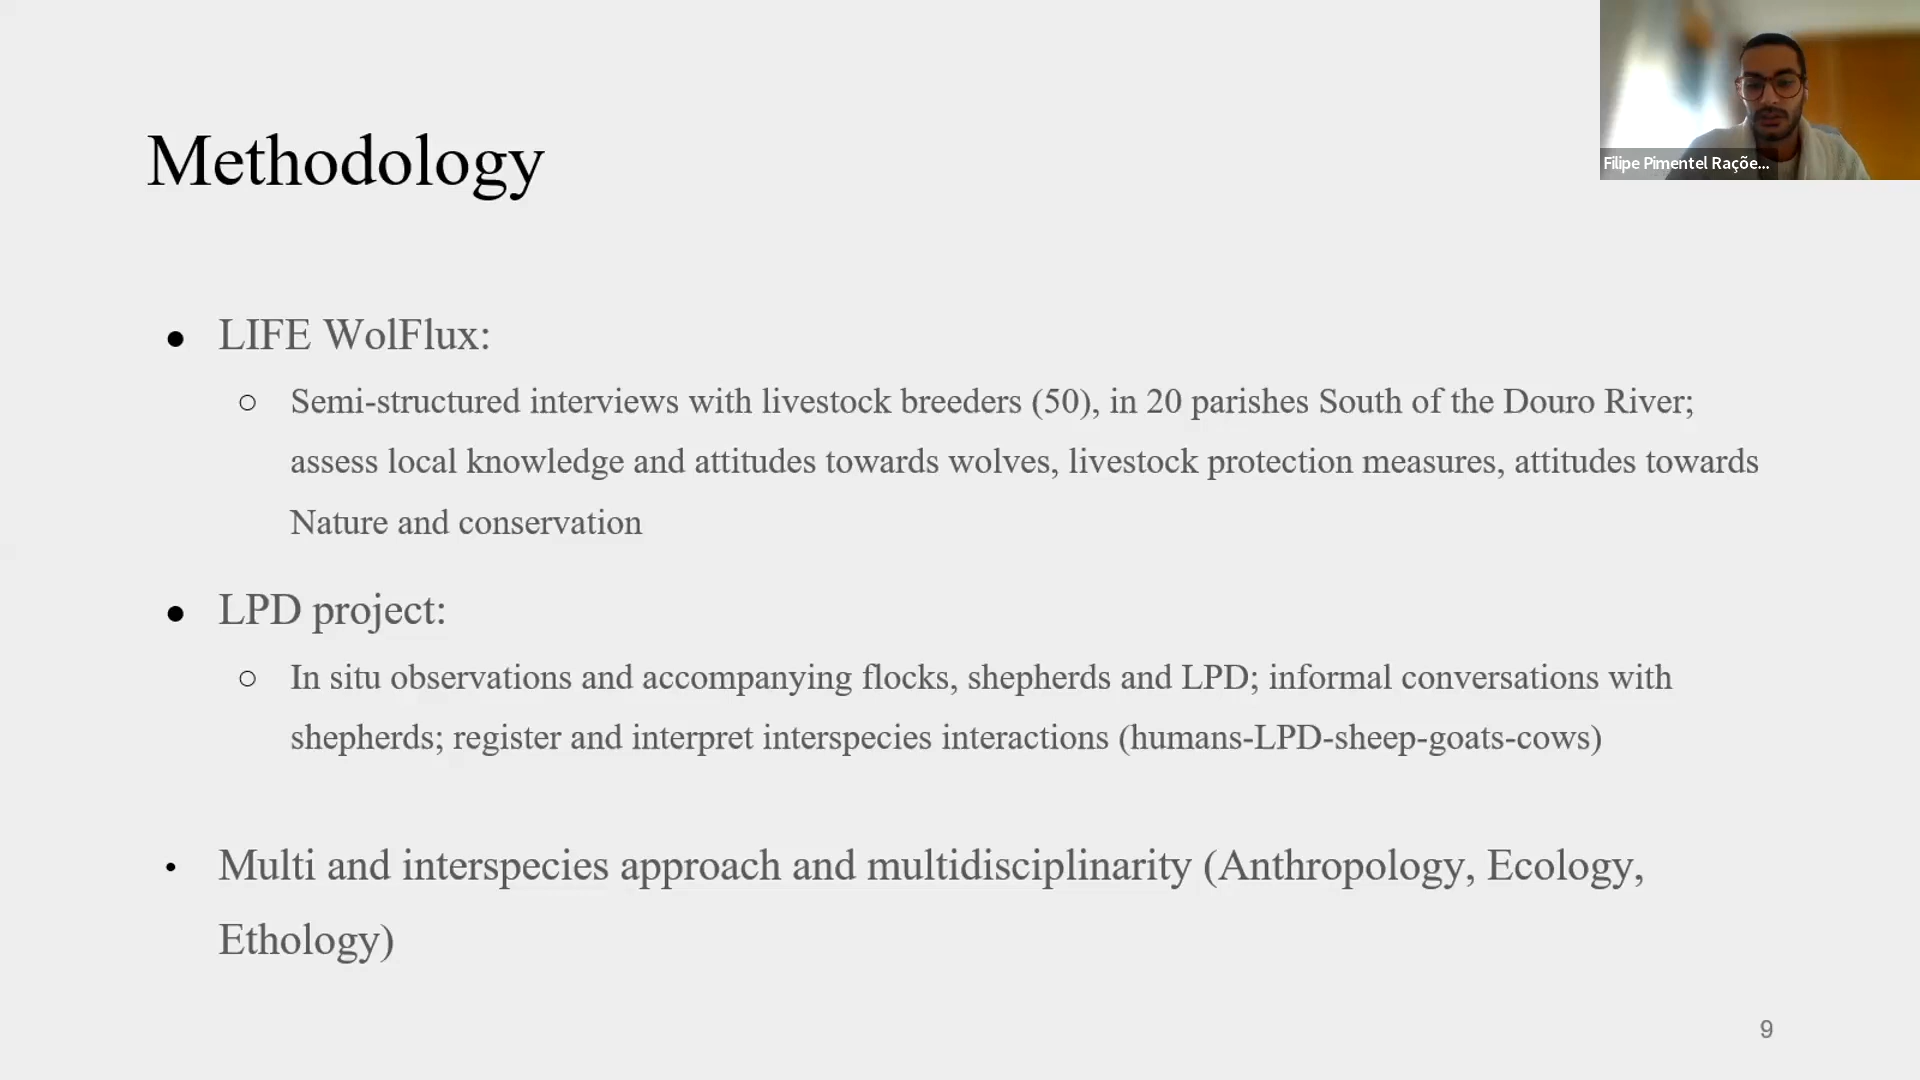 Filipe Pimentel Raçõe...
Methodology
● LIFE WolFlux:
○ Semi-structured interviews with livestock breeders (50), in 20 parishes South of the Douro River;
assess local knowledge and attitudes towards wolves, livestock protection measures, attitudes towards
Nature and conservation
● LPD project:
○ In situ observations and accompanying flocks, shepherds and LPD; informal conversations with
shepherds; register and interpret interspecies interactions (humans-LPD-sheep-goats-cows)
• Multi and interspecies approach and multidisciplinarity (Anthropology, Ecology,
Ethology)
9